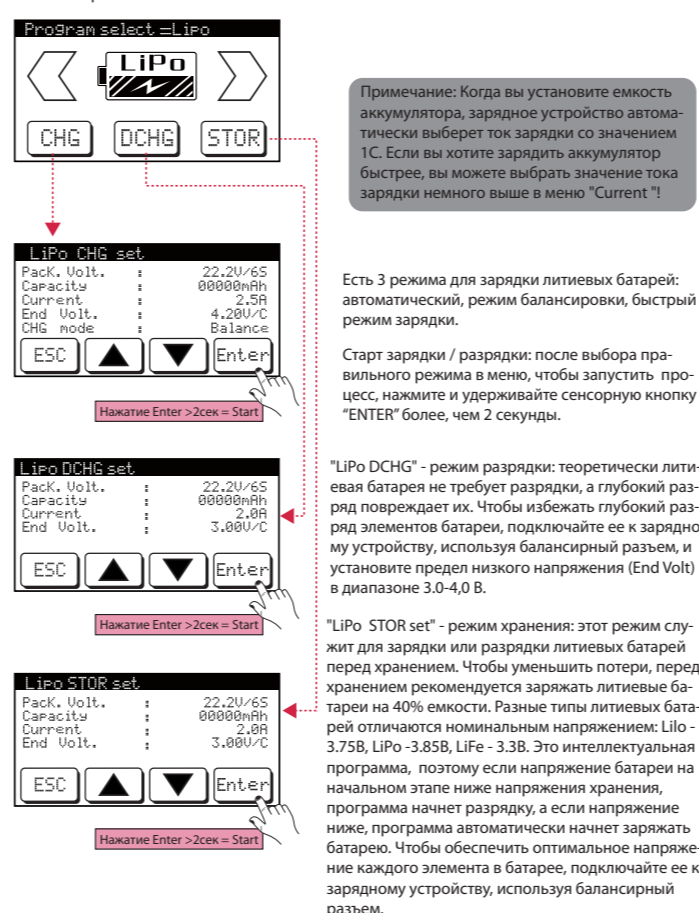 Program select =Lipo
LiPo
CHG DCHG STOR
Примечание: Когда вы установите емкость
аккумулятора, зарядное устройство автома-
тически выберет ток зарядки со значением
1C. Если вы хотите зарядить аккумулятор
быстрее, вы можете выбрать значение тока
зарядки немного выше в меню "Current "!
LiPo CHG set
PacK. Volt. : 22.2V/6S
Capacity : 00000mAh
Current : 2.5A
End Volt. : 4.20V/C
CHG mode : Balance
ESC Enter
Нажатие Enter >2сек = Start
Есть 3 режима для зарядки литиевых батарей:
автоматический, режим балансировки, быстрый
режим зарядки.
Старт зарядки / разрядки: после выбора пра-
вильного режима в меню, чтобы запустить про-
цесс, нажмите и удерживайте сенсорную кнопку
“ENTER” более, чем 2 секунды.
Lipo DCHG set
PacK. Volt. : 22.2V/6S
Capacity : 00000mAh
Current : 2.0A
End Volt. : 3.00V/C
ESC Enter
Нажатие Enter >2сек = Start
"LiPo DCHG" - режим разрядки: теоретически лити-
евая батарея не требует разрядки, а глубокий раз-
ряд повреждает их. Чтобы избежать глубокий раз-
ряд элементов батареи, подключайте ее к зарядно
му устройству, используя балансирный разъем, и
установите предел низкого напряжения (End Volt)
в диапазоне 3.0-4,0 В.
Lipo STOR set
PacK. Volt. : 22.2V/6S
Capacity : 00000mAh
Current : 2.0A
End Volt. : 3.00V/C
ESC Enter
Нажатие Enter >2сек = Start
"LiPo STOR set" - режим хранения: этот режим слу-
жит для зарядки или разрядки литиевых батарей
перед хранением. Чтобы уменьшить потери, перед
хранением рекомендуется заряжать литиевые ба-
тареи на 40% емкости. Разные типы литиевых бата-
рей отличаются номинальным напряжением: Lilo -
3.75В, LiPo -3.85В, LiFe - 3.3В. Это интеллектуальная
программа, поэтому если напряжение батареи на
начальном этапе ниже напряжения хранения,
программа начнет разрядку, а если напряжение
ниже, программа автоматически начнет заряжать
батарею. Чтобы обеспечить оптимальное напряже-
ние каждого элемента в батарее, подключайте ее к
зарядному устройству, используя балансирный
разъем.